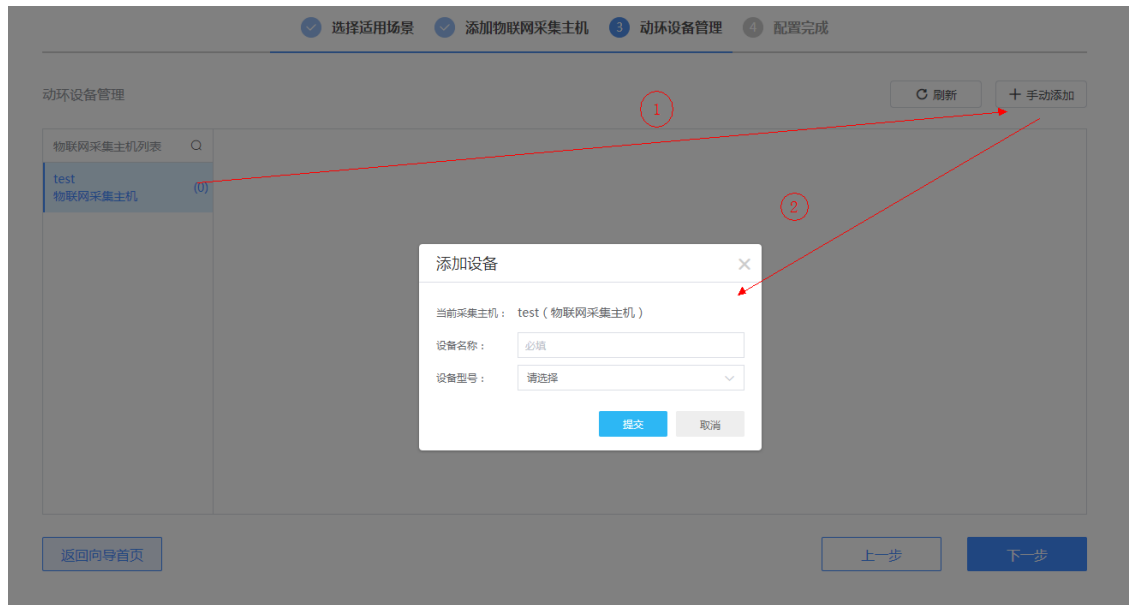 选择适用场景 添加物联网采集主机 3 动环设备管理 4 配置完成
动环设备管理 刷新 手动添加
1
物联网采集主机列表
test
物联网采集主机 (0)
2
添加设备
当前采集主机： test（物联网采集主机）
设备名称： 必填
设备型号： 请选择
提交 取消
返回向导首页 上一步 下一步